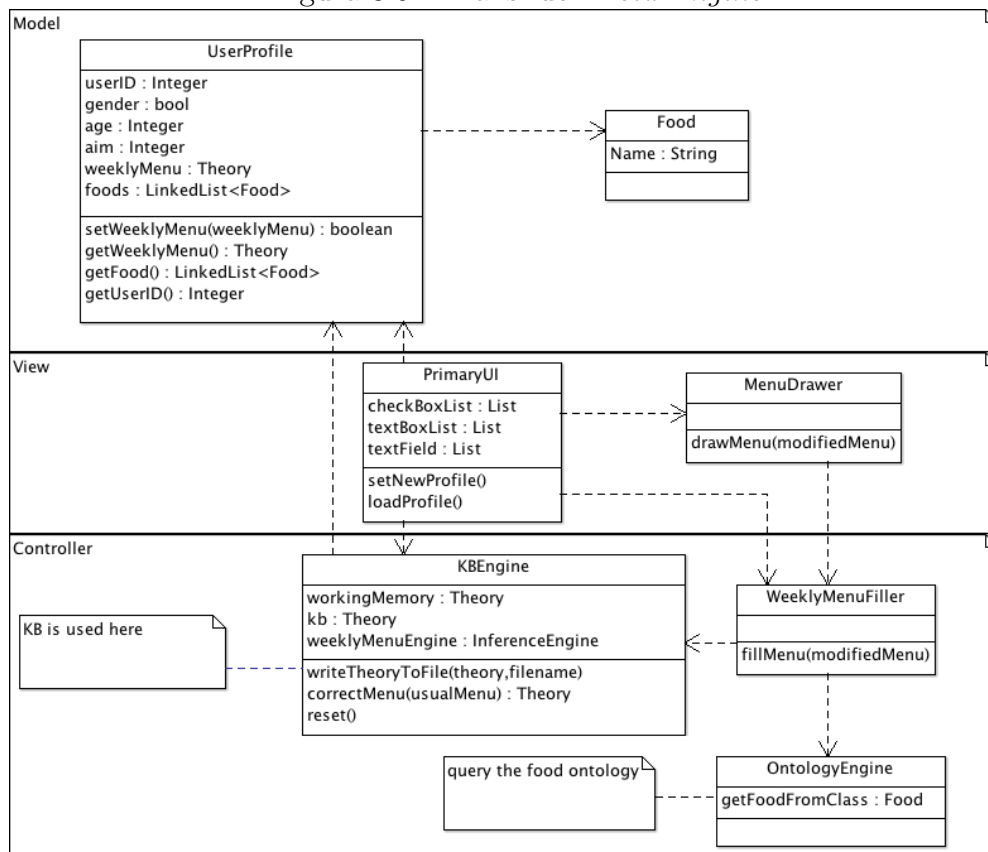 Model
UserProfile
userID : Integer
gender : bool
age : Integer
aim : Integer
weeklyMenu : Theory
foods : LinkedList<Food>
setWeeklyMenu(weeklyMenu) : boolean
getWeeklyMenu() : Theory
getFood() : LinkedList<Food>
getUserID() : Integer
Food
Name : String
View
PrimaryUI
checkBoxList : List
textBoxList : List
textField : List
setNewProfile()
loadProfile()
MenuDrawer
drawMenu(modifiedMenu)
Controller
KBEngine
workingMemory : Theory
kb : Theory
weeklyMenuEngine : InferenceEngine
writeTheoryToFile(theory,filename)
correctMenu(usualMenu) : Theory
reset()
KB is used here
WeeklyMenuFiller
fillMenu(modifiedMenu)
query the food ontology
OntologyEngine
getFoodFromClass : Food